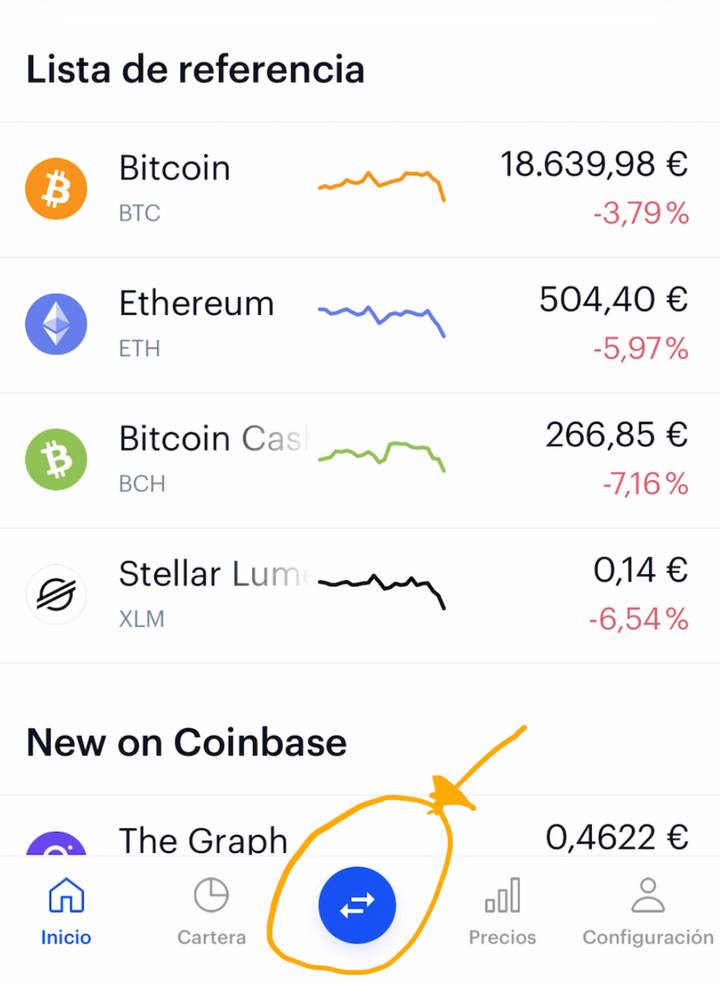 Lista de referencia
Bitcoin 18.639,98 €
BTC -3,79%
Ethereum 504,40 €
ETH -5,97%
Bitcoin Cas 266,85 €
BCH -7,16%
Stellar Lume 0,14 €
XLM -6,54%
New on Coinbase
The Graph 0,4622 €
Inicio Cartera Precios Configuración